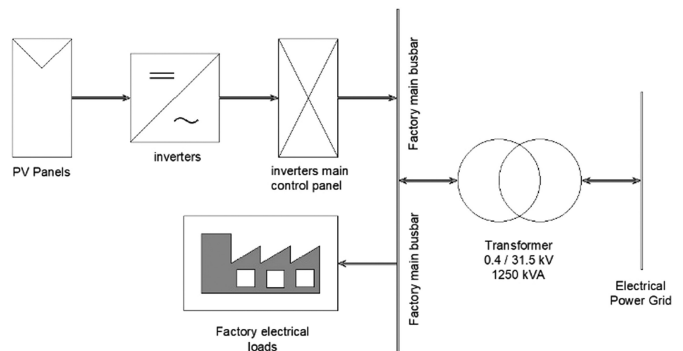 PV Panels
inverters
inverters main
control panel
Factory main busbar
Factory main busbar
Transformer
0.4 / 31.5 kV
1250 kVA
Electrical
Power Grid
Factory electrical
loads